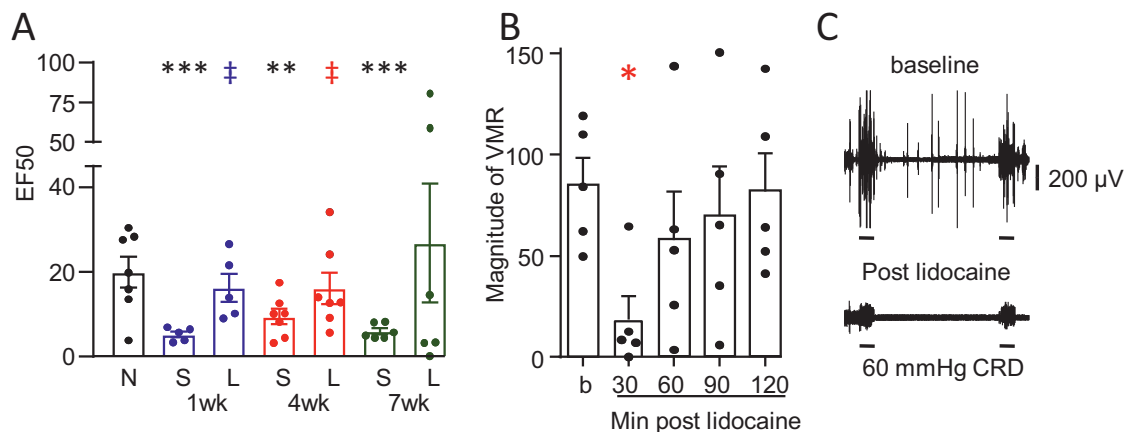 A
EF50
100
75
50
40
20
0
*** ‡ ** ‡ ***
N S L S L S L
1wk 4wk 7wk
B
Magnitude of VMR
150
100
50
0
*
b 30 60 90 120
Min post lidocaine
C
baseline
200 µV
Post lidocaine
60 mmHg CRD